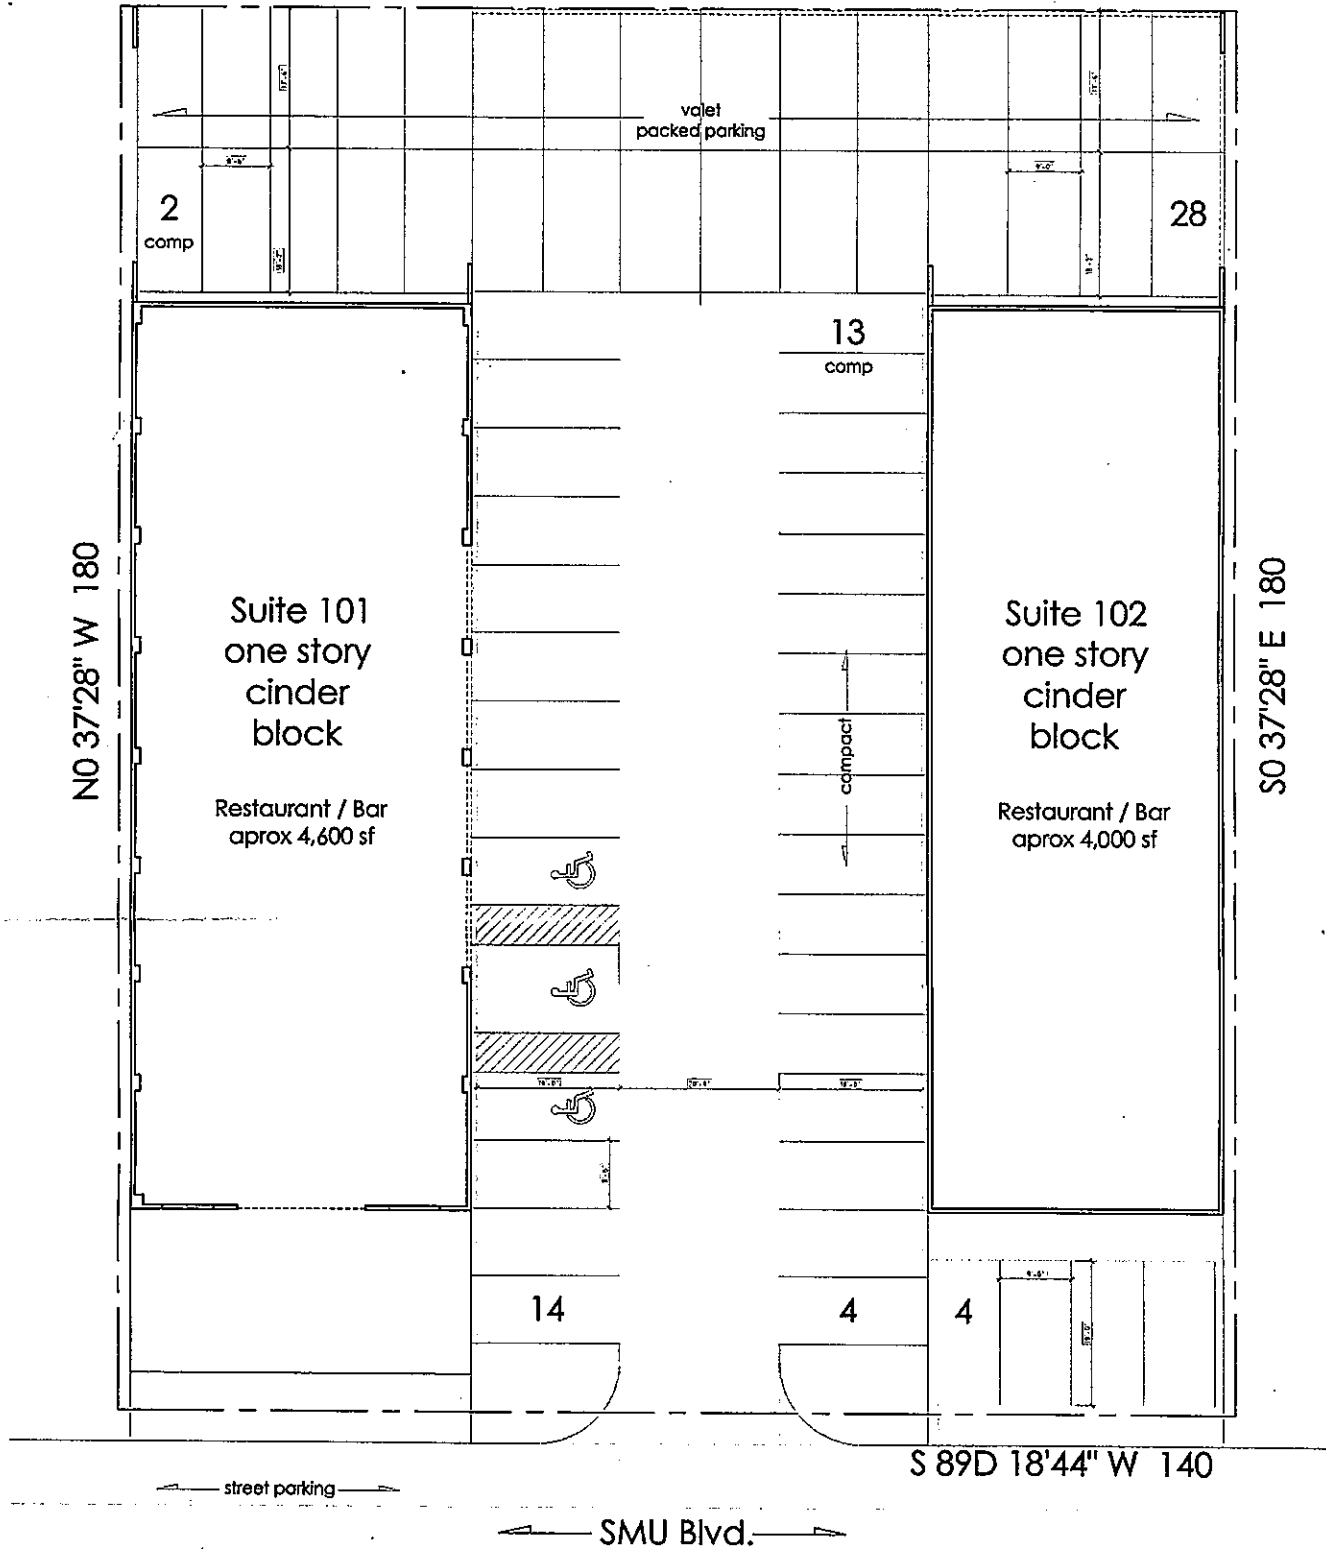 valet
packed parking
2
comp
28
13
comp
N0 37'28" W 180
Suite 101
one story
cinder
block
Restaurant / Bar
aprox 4,600 sf
compact
Suite 102
one story
cinder
block
Restaurant / Bar
aprox 4,000 sf
S0 37'28" E 180
14
4
4
S 89D 18'44" W 140
street parking
SMU Blvd.